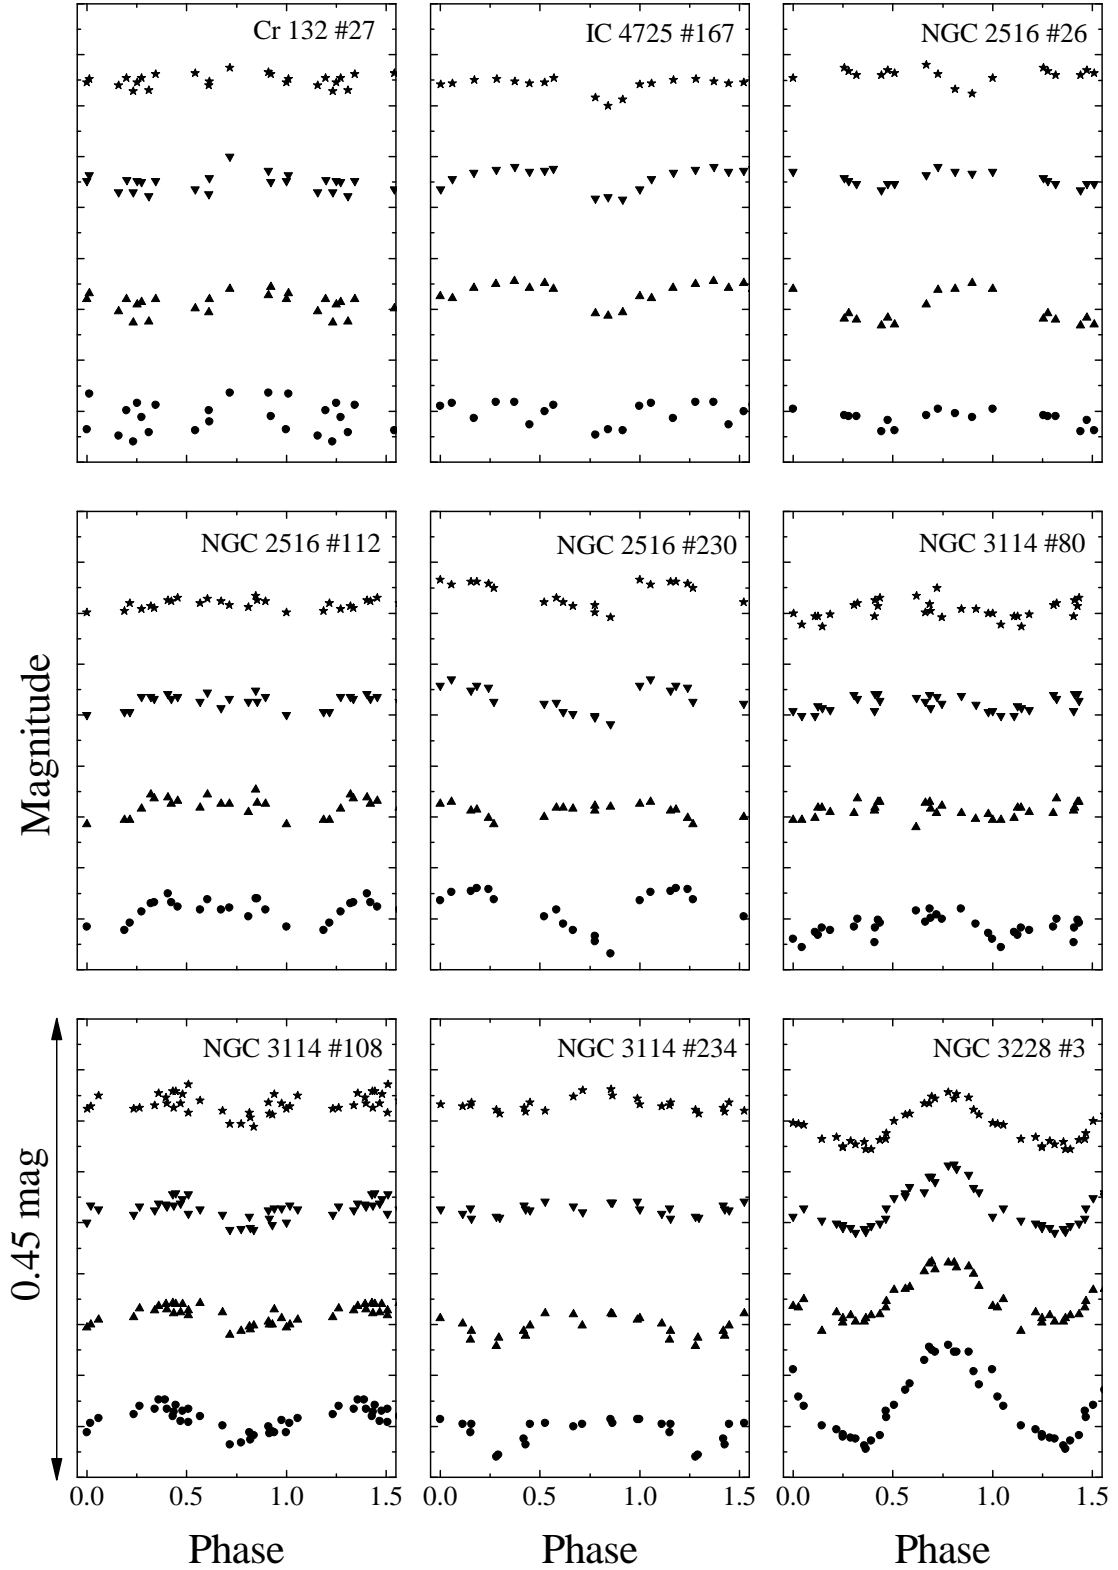 Cr 132 #27
IC 4725 #167
NGC 2516 #26
NGC 2516 #112
NGC 2516 #230
NGC 3114 #80
Magnitude
NGC 3114 #108
NGC 3114 #234
NGC 3228 #3
0.45 mag
0.0 0.5 1.0 1.5
0.0 0.5 1.0 1.5
0.0 0.5 1.0 1.5
Phase
Phase
Phase